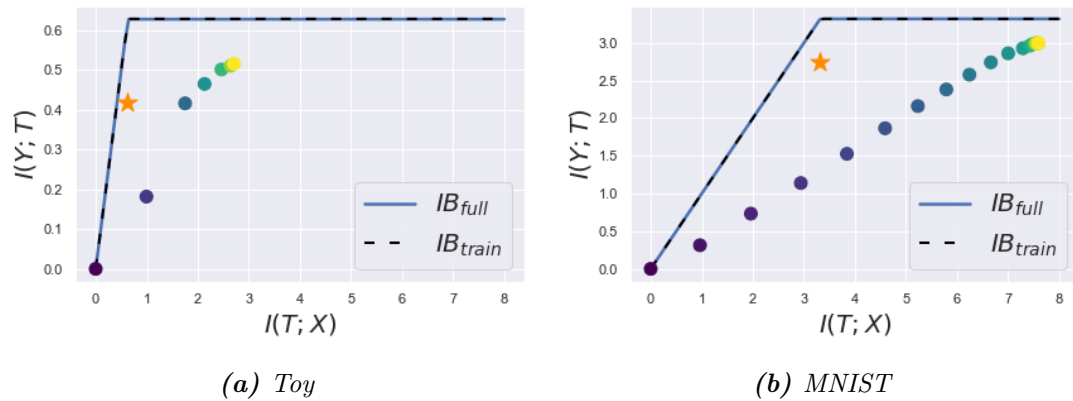 0.6
0.5
0.4
0.3
0.2
0.1
0.0
I(Y; T)
0 1 2 3 4 5 6 7 8
I(T; X)
IB_full
IB_train
(a) Toy
3.0
2.5
2.0
1.5
1.0
0.5
0.0
I(Y; T)
0 1 2 3 4 5 6 7 8
I(T; X)
IB_full
IB_train
(b) MNIST